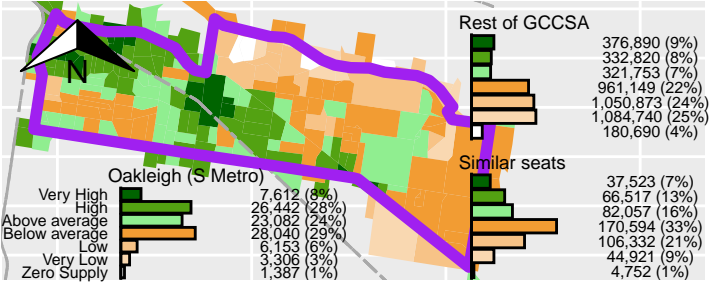 Rest of GCCSA
376,890 (9%)
332,820 (8%)
321,753 (7%)
961,149 (22%)
1,050,873 (24%)
1,084,740 (25%)
180,690 (4%)
N
Oakleigh (S Metro)
Very High 7,612 (8%)
High 26,442 (28%)
Above average 23,082 (24%)
Below average 28,040 (29%)
Low 6,153 (6%)
Very Low 3,306 (3%)
Zero Supply 1,387 (1%)
Similar seats
37,523 (7%)
66,517 (13%)
82,057 (16%)
170,594 (33%)
106,332 (21%)
44,921 (9%)
4,752 (1%)